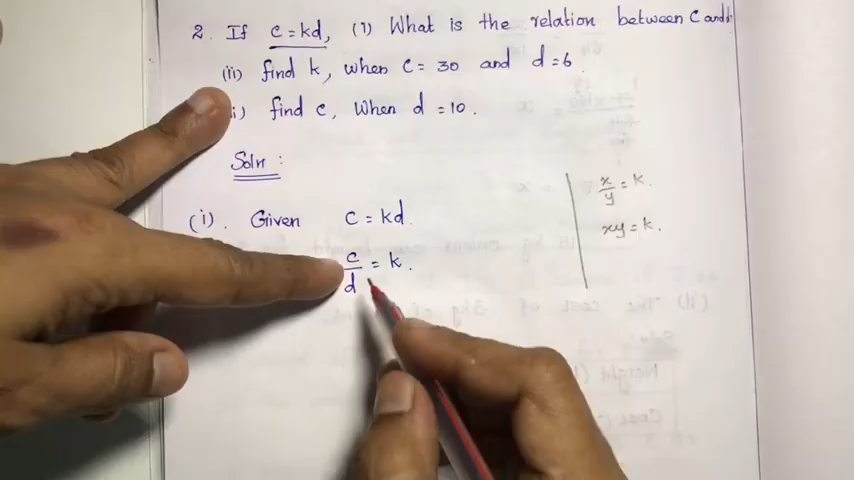 2. If c = kd, (i) What is the relation between c and d
(ii) find k, when c = 30 and d = 6
i) find c, when d = 10.
Soln :
(i). Given c = kd.
c/d = k.
x/y = k.
xy = k.